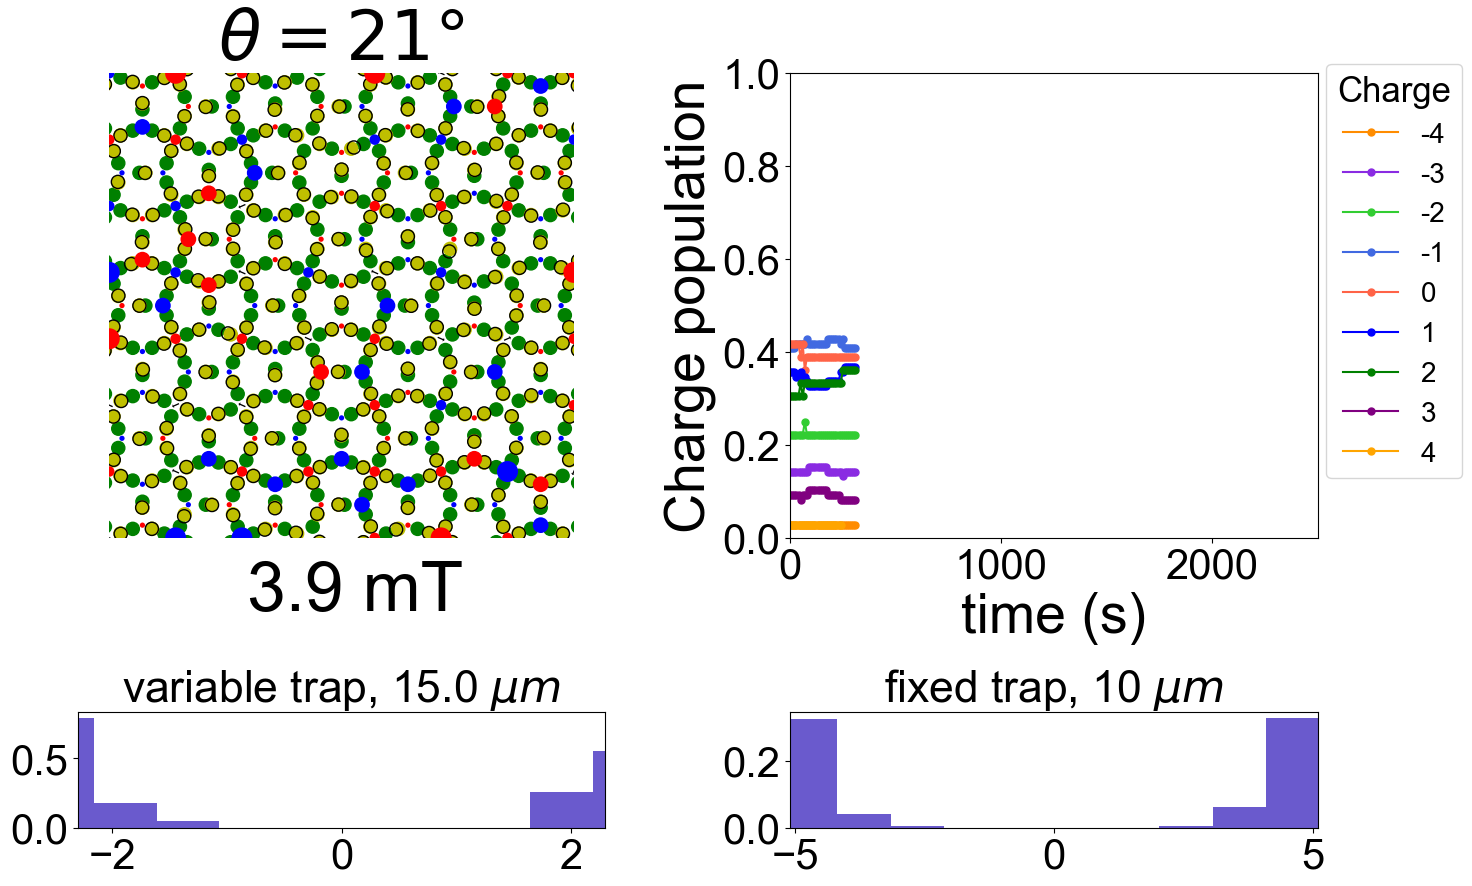 θ = 21°
3.9 mT
Charge population
1.0
0.8
0.6
0.4
0.2
0.0
0 1000 2000
time (s)
Charge
-4
-3
-2
-1
0
1
2
3
4
variable trap, 15.0 μm
0.5
0.0
−2 0 2
fixed trap, 10 μm
0.2
0.0
−5 0 5